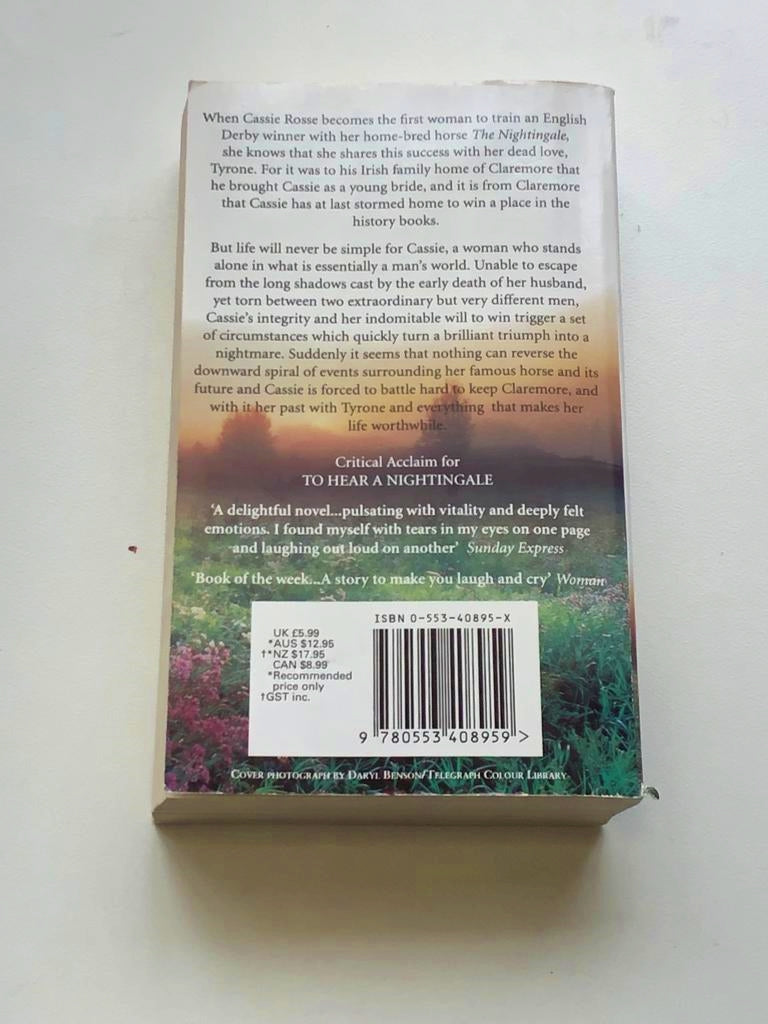 When Cassie Rosse becomes the first woman to train an English
Derby winner with her home-bred horse The Nightingale,
she knows that she shares this success with her dead love,
Tyrone. For it was to his Irish family home of Claremore that
he brought Cassie as a young bride, and it is from Claremore
that Cassie has at last stormed home to win a place in the
history books.
But life will never be simple for Cassie, a woman who stands
alone in what is essentially a man's world. Unable to escape
from the long shadows cast by the early death of her husband,
yet torn between two extraordinary but very different men,
Cassie's integrity and her indomitable will to win trigger a set
of circumstances which quickly turn a brilliant triumph into a
nightmare. Suddenly it seems that nothing can reverse the
downward spiral of events surrounding her famous horse and its
future and Cassie is forced to battle hard to keep Claremore, and
with it her past with Tyrone and everything that makes her
life worthwhile.
Critical Acclaim for
TO HEAR A NIGHTINGALE
'A delightful novel...pulsating with vitality and deeply felt
emotions. I found myself with tears in my eyes on one page
and laughing out loud on another' Sunday Express
'Book of the week...A story to make you laugh and cry' Woman
ISBN 0-553-40895-X
UK £5.99
*AUS $12.95
†*NZ $17.95
CAN $8.99
*Recommended
price only
†GST inc.
9 780553 408959 >
COVER PHOTOGRAPH BY DARYL BENSON/TELEGRAPH COLOUR LIBRARY